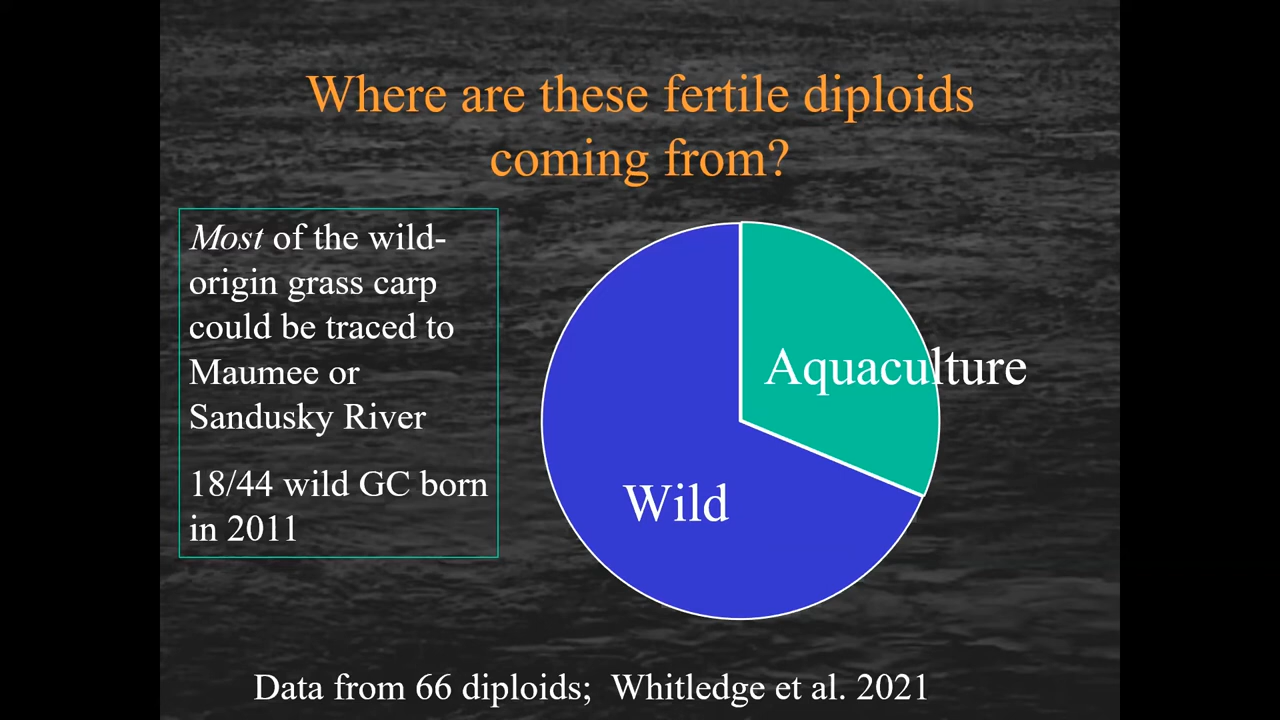 Where are these fertile diploids
coming from?
Most of the wild-
origin grass carp
could be traced to
Maumee or
Sandusky River
18/44 wild GC born
in 2011
Aquaculture
Wild
Data from 66 diploids;  Whitledge et al. 2021